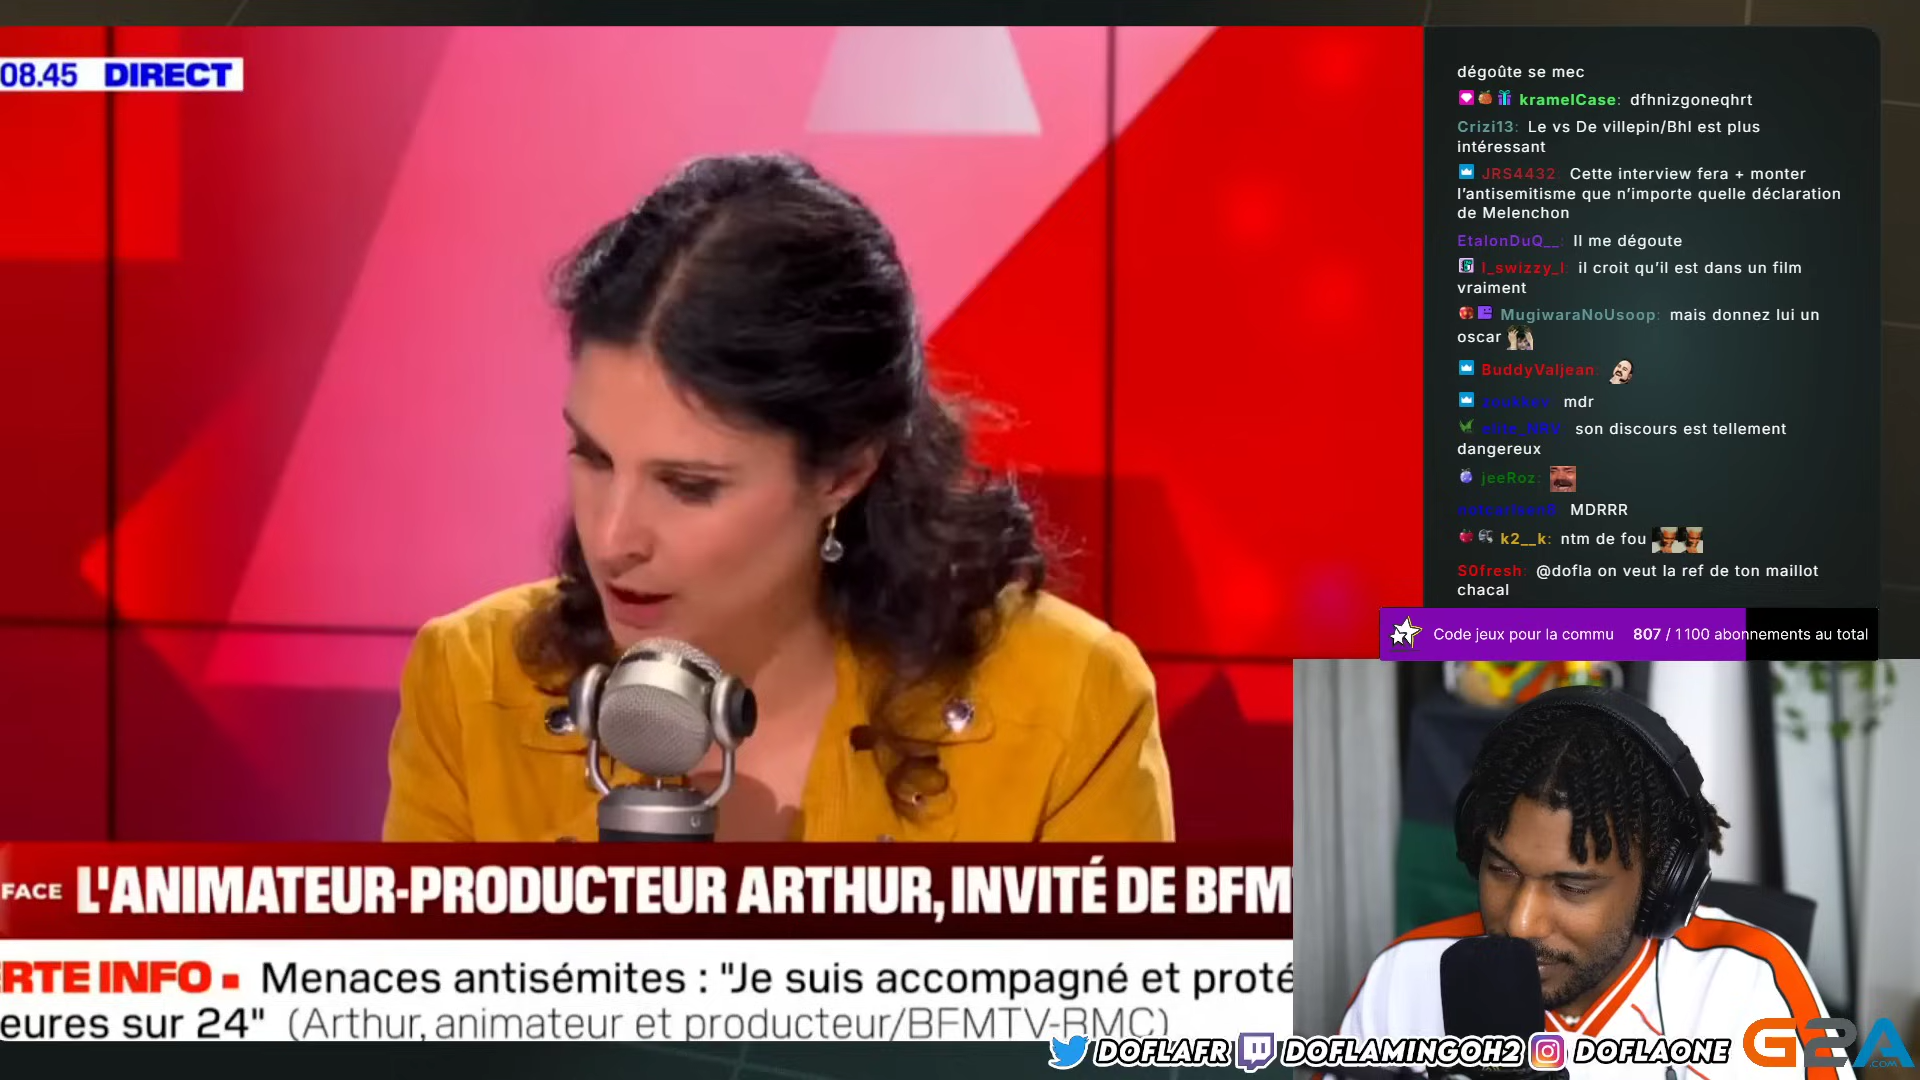 08.45 DIRECT
dégoûte se mec
kramelCase: dfhnizgoneqhrt
Crizi13: Le vs De villepin/Bhl est plus
intéressant
JRS4432: Cette interview fera + monter
l'antisemitisme que n'importe quelle déclaration
de Melenchon
EtalonDuQ__: Il me dégoute
l_swizzy_l: il croit qu'il est dans un film
vraiment
MugiwaraNoUsoop: mais donnez lui un
oscar
BuddyValjean:
mdr
son discours est tellement
dangereux
jeeRoz:
MDRRR
k2__k: ntm de fou
S0fresh: @dofla on veut la ref de ton maillot
chacal
Code jeux pour la commu 807 / 1100 abonnements au total
FACE L'ANIMATEUR-PRODUCTEUR ARTHUR, INVITÉ DE BFM
RTE INFO Menaces antisémites : "Je suis accompagné et proté
eures sur 24" (Arthur, animateur et producteur/BFMTV-RMC)
DOFLAFR DOFLAMINGOH2 DOFLAONE
G2A
.COM